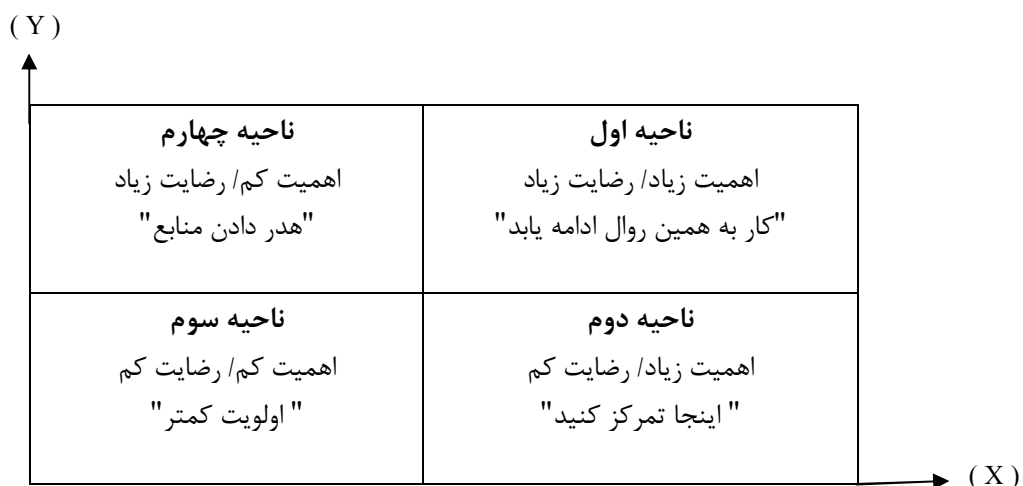 ( Y )
ناحیه اول
اهمیت زیاد/ رضایت زیاد
"کار به همین روال ادامه یابد"
ناحیه چهارم
اهمیت کم/ رضایت زیاد
"هدر دادن منابع"
ناحیه دوم
اهمیت زیاد/ رضایت کم
" اینجا تمرکز کنید"
ناحیه سوم
اهمیت کم/ رضایت کم
" اولویت کمتر"
( X )